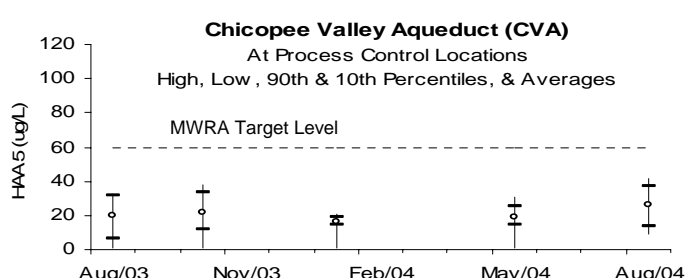 Chicopee Valley Aqueduct (CVA)
At Process Control Locations
High, Low , 90th & 10th Percentiles, & Averages
120
100
80
60
40
20
0
HAA5 (ug/L)
MWRA Target Level
Aug/03 Nov/03 Feb/04 May/04 Aug/04